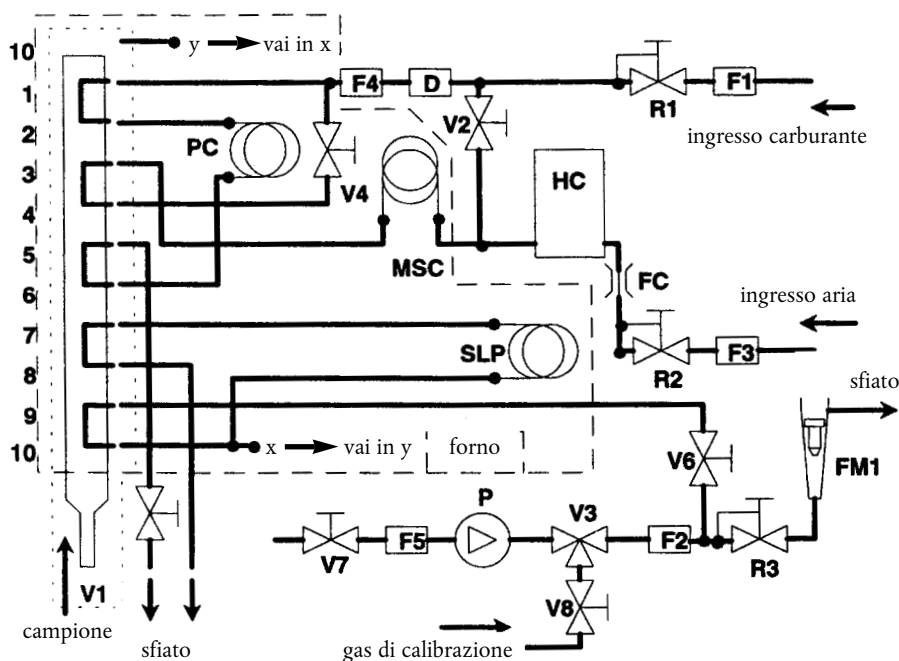 10
y vai in x
1
F4
D
F1
R1
V2
ingresso carburante
2
PC
HC
3
V4
4
5
MSC
FC
6
ingresso aria
7
SLP
F3
R2
8
sfiato
9
10
x vai in y
forno
V6
FM1
P
V3
F5
F2
V7
R3
V1
V8
campione
sfiato
gas di calibrazione